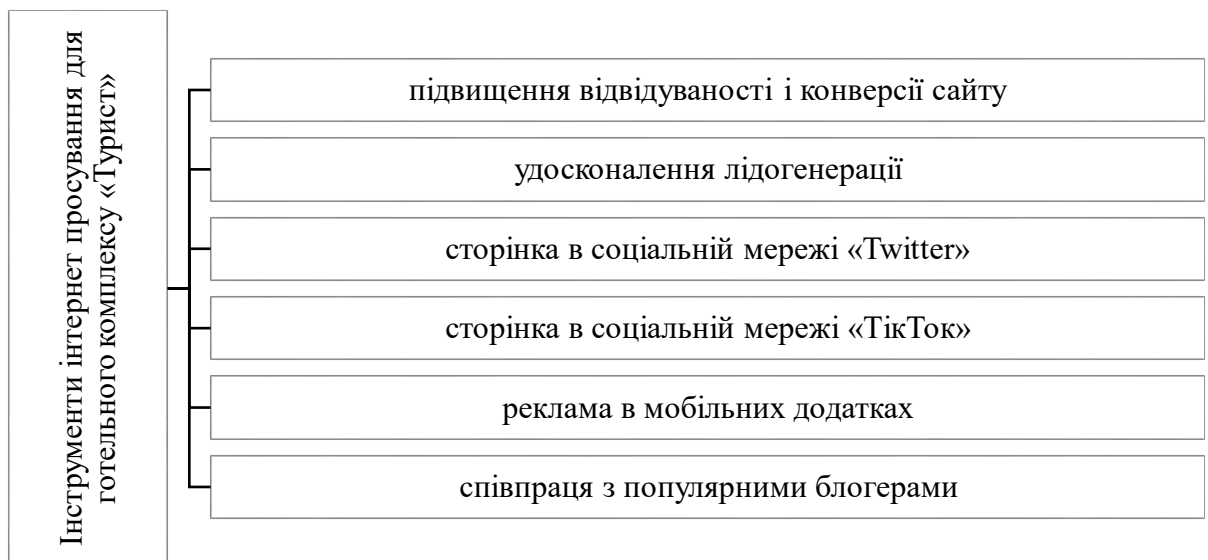 Інструменти інтернет просування для
готельного комплексу «Турист»
підвищення відвідуваності і конверсії сайту
удосконалення лідогенерації
сторінка в соціальній мережі «Twitter»
сторінка в соціальній мережі «ТікТок»
реклама в мобільних додатках
співпраця з популярними блогерами